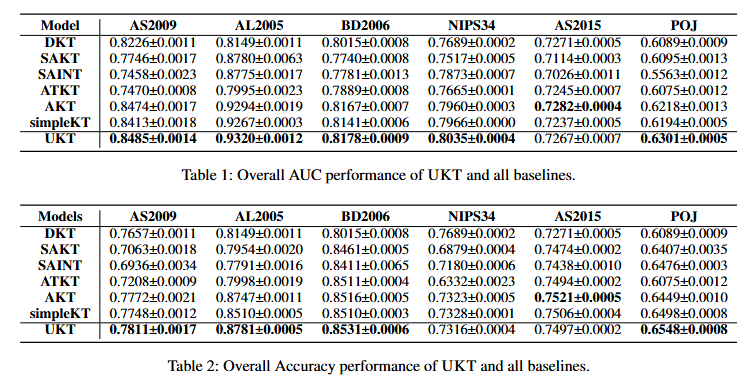 Model AS2009 AL2005 BD2006 NIPS34 AS2015 POJ
DKT 0.8226±0.0011 0.8149±0.0011 0.8015±0.0008 0.7689±0.0002 0.7271±0.0005 0.6089±0.0009
SAKT 0.7746±0.0017 0.8780±0.0063 0.7740±0.0008 0.7517±0.0005 0.7114±0.0003 0.6095±0.0013
SAINT 0.7458±0.0023 0.8775±0.0017 0.7781±0.0013 0.7873±0.0007 0.7026±0.0011 0.5563±0.0012
ATKT 0.7470±0.0008 0.7995±0.0023 0.7889±0.0008 0.7665±0.0001 0.7245±0.0007 0.6075±0.0012
AKT 0.8474±0.0017 0.9294±0.0019 0.8167±0.0007 0.7960±0.0003 0.7282±0.0004 0.6218±0.0013
simpleKT 0.8413±0.0018 0.9267±0.0003 0.8141±0.0006 0.7966±0.0000 0.7237±0.0005 0.6194±0.0005
UKT 0.8485±0.0014 0.9320±0.0012 0.8178±0.0009 0.8035±0.0004 0.7267±0.0007 0.6301±0.0005
Table 1: Overall AUC performance of UKT and all baselines.
Models AS2009 AL2005 BD2006 NIPS34 AS2015 POJ
DKT 0.7657±0.0011 0.8149±0.0011 0.8015±0.0008 0.7689±0.0002 0.7271±0.0005 0.6089±0.0009
SAKT 0.7063±0.0018 0.7954±0.0020 0.8461±0.0005 0.6879±0.0004 0.7474±0.0002 0.6407±0.0035
SAINT 0.6936±0.0034 0.7791±0.0016 0.8411±0.0065 0.7180±0.0006 0.7438±0.0010 0.6476±0.0003
ATKT 0.7208±0.0009 0.7998±0.0019 0.8511±0.0004 0.6332±0.0023 0.7494±0.0002 0.6075±0.0012
AKT 0.7772±0.0021 0.8747±0.0011 0.8516±0.0005 0.7323±0.0005 0.7521±0.0005 0.6449±0.0010
simpleKT 0.7748±0.0012 0.8510±0.0005 0.8510±0.0003 0.7328±0.0001 0.7506±0.0004 0.6498±0.0008
UKT 0.7811±0.0017 0.8781±0.0005 0.8531±0.0006 0.7316±0.0004 0.7497±0.0002 0.6548±0.0008
Table 2: Overall Accuracy performance of UKT and all baselines.